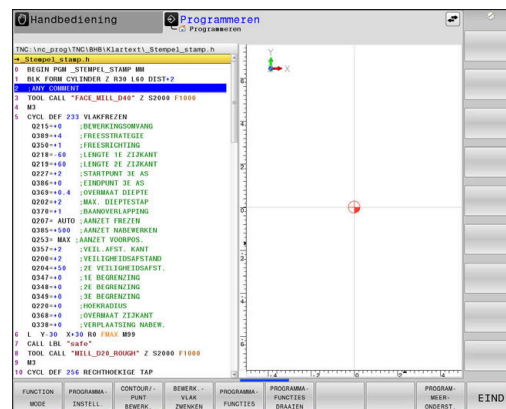 Handbediening
Programmeren
Programmeren
TNC:\nc_prog\TNC\BHB\Klartext\_Stempel_stamp.h
→_Stempel_stamp.h
0 BEGIN PGM _STEMPEL_STAMP MM
1 BLK FORM CYLINDER Z R30 L60 DIST+2
2 ;ANY COMMENT
3 TOOL CALL "FACE_MILL_D40" Z S2000 F1000
4 M3
5 CYCL DEF 233 VLAKFREZEN
Q215=+0 ;BEWERKINGSOMVANG
Q389=+4 ;FREESSTRATEGIE
Q350=+1 ;FREESRICHTING
Q218=-60 ;LENGTE 1E ZIJKANT
Q219=+60 ;LENGTE 2E ZIJKANT
Q227=+2 ;STARTPUNT 3E AS
Q386=+0 ;EINDPUNT 3E AS
Q369=+0.4 ;OVERMAAT DIEPTE
Q202=+2 ;MAX. DIEPTESTAP
Q370=+1 ;BAANOVERLAPPING
Q207= AUTO ;AANZET FREZEN
Q385=+500 ;AANZET NABEWERKEN
Q253= MAX ;AANZET VOORPOS.
Q357=+2 ;VEIL.AFST. KANT
Q200=+2 ;VEILIGHEIDSAFSTAND
Q204=+50 ;2E VEILIGHEIDSAFST.
Q347=+0 ;1E BEGRENZING
Q348=+0 ;2E BEGRENZING
Q349=+0 ;3E BEGRENZING
Q220=+0 ;HOEKRADIUS
Q368=+0 ;OVERMAAT ZIJKANT
Q338=+0 ;VERPLAATSING NABEW.
6 L Y-30 X+30 R0 FMAX M99
7 CALL LBL "safe"
8 TOOL CALL "MILL_D20_ROUGH" Z S2000
9 M3
10 CYCL DEF 256 RECHTHOEKIGE TAP
Y
X
FUNCTION MODE
PROGRAMMA- INSTELL.
CONTOUR/- PUNT BEWERK.
BEWERK.- VLAK ZWENKEN
PROGRAMMA- FUNCTIES
PROGRAMMA- FUNCTIES DRAAIEN
PROGRAM- MEER- ONDERST.
EIND